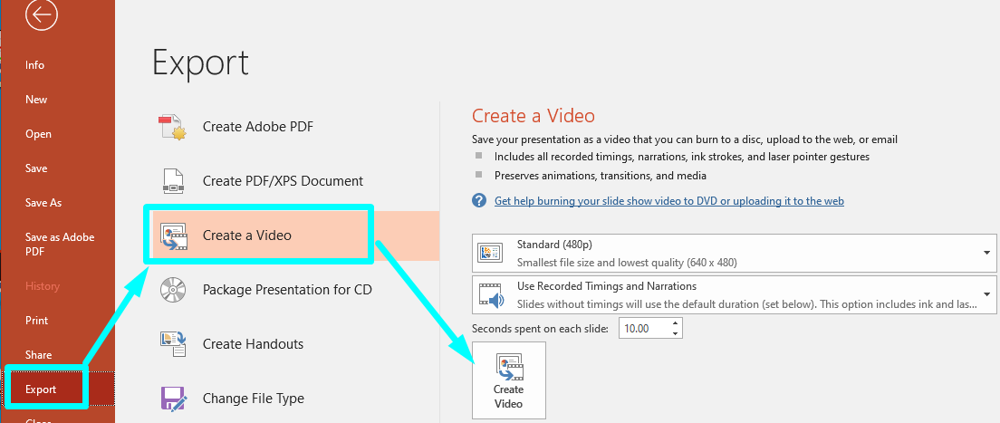 Info
New
Open
Save
Save As
Save as Adobe
PDF
History
Print
Share
Export
Export
Create Adobe PDF
Create PDF/XPS Document
Create a Video
Package Presentation for CD
Create Handouts
Change File Type
Create a Video
Save your presentation as a video that you can burn to a disc, upload to the web, or email
Includes all recorded timings, narrations, ink strokes, and laser pointer gestures
Preserves animations, transitions, and media
? Get help burning your slide show video to DVD or uploading it to the web
Standard (480p)
Smallest file size and lowest quality (640 x 480)
Use Recorded Timings and Narrations
Slides without timings will use the default duration (set below). This option includes ink and las...
Seconds spent on each slide: 10.00
Create
Video